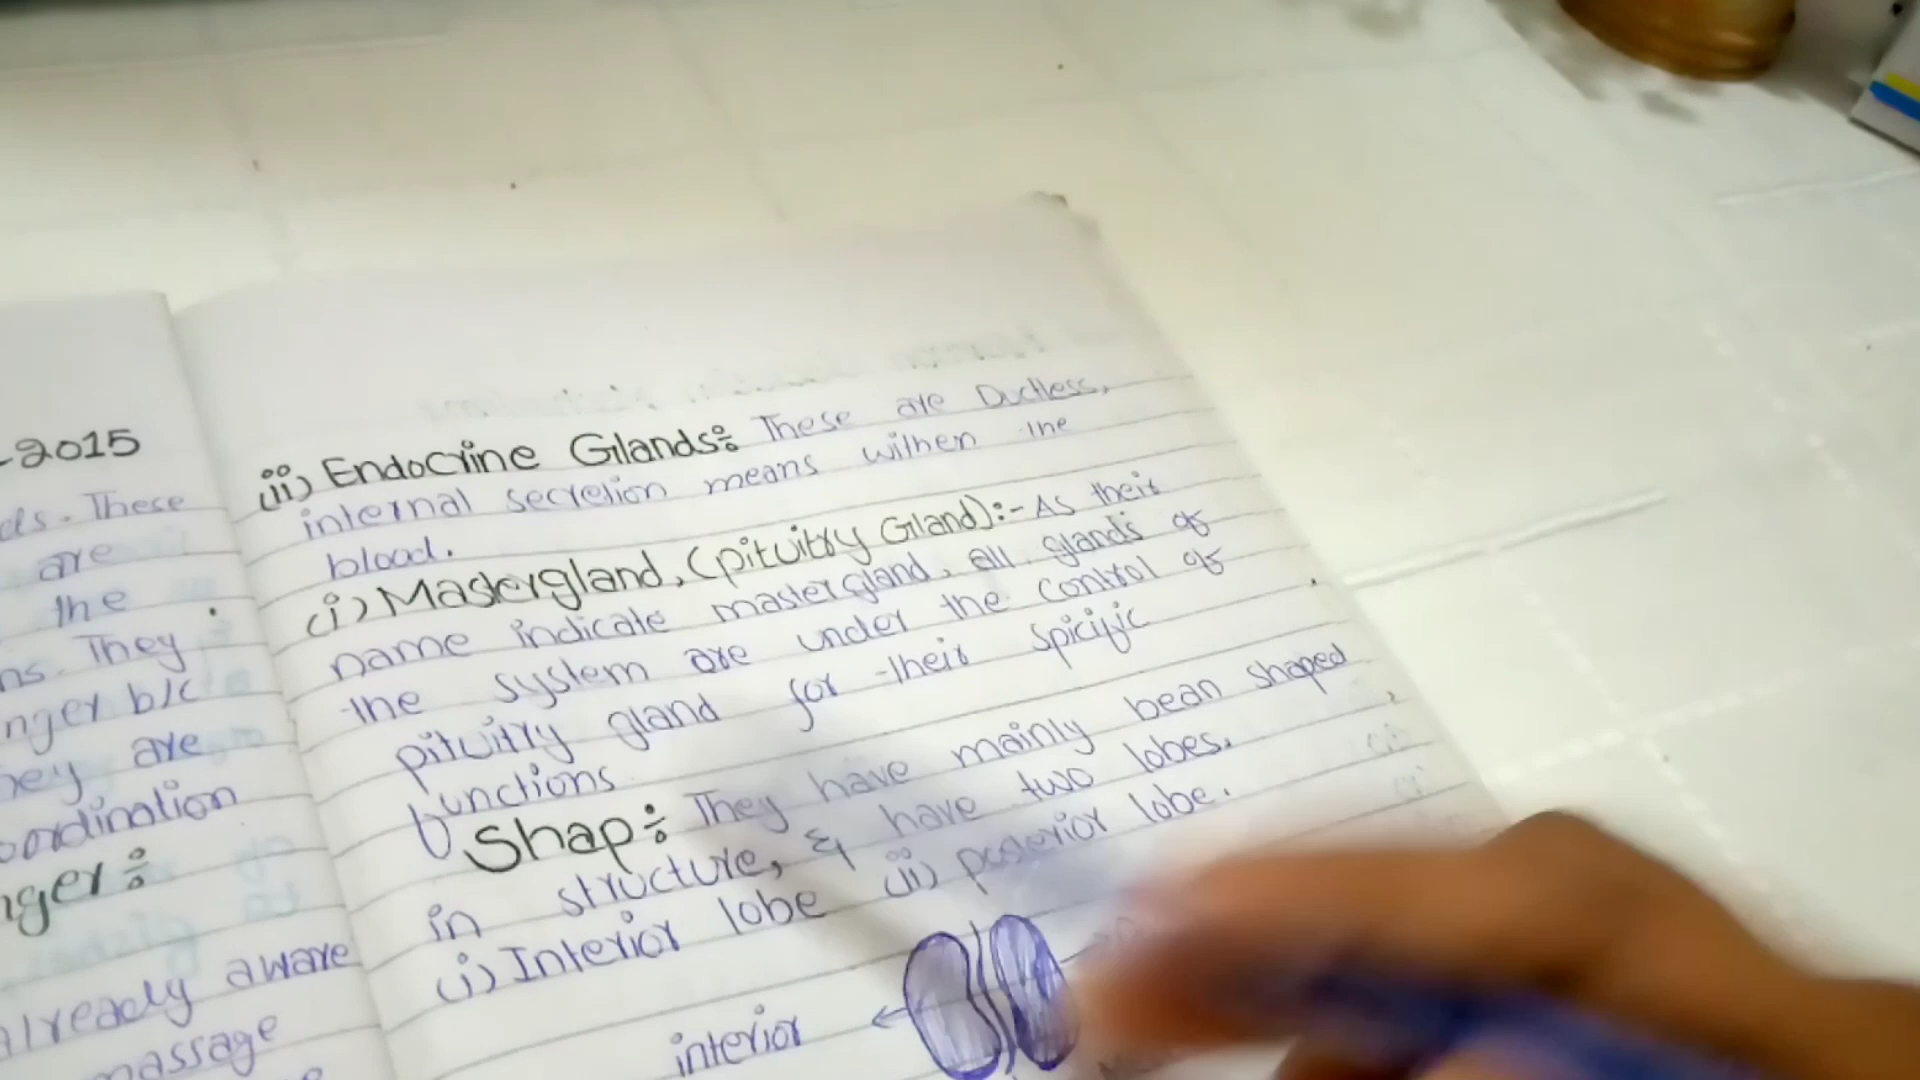 -2015
ds. These
are
the
ns. They
nger b/c
hey are
oordination
nger:
already aware
massage
(ii) Endocrine Glands: These are Ductless,
internal secretion means withen the
blood.
(i) Mastergland, (pituitry Gland):- As their
name indicate mastergland, all glands of
the system are under the control of
pituitry gland for their spicific
functions
Shap: They have mainly bean shaped
in structure, & have two lobes.
(i) Interior lobe (ii) posterior lobe.
interior